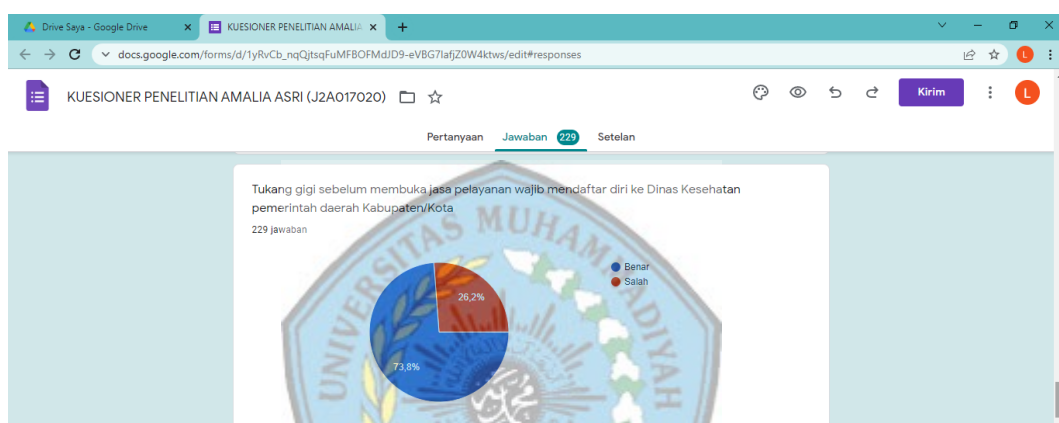 Drive Saya - Google Drive
KUESIONER PENELITIAN AMALIA
docs.google.com/forms/d/1yRvCb_nqQjtsqFuMFBOFMdJD9-eVBG7IafjZ0W4ktws/edit#responses
L
KUESIONER PENELITIAN AMALIA ASRI (J2A017020)
Kirim
L
Pertanyaan Jawaban 229 Setelan
Tukang gigi sebelum membuka jasa pelayanan wajib mendaftar diri ke Dinas Kesehatan
pemerintah daerah Kabupaten/Kota
229 jawaban
Benar
Salah
26,2%
73,8%
UNIVERSITAS MUHAMMADIYAH